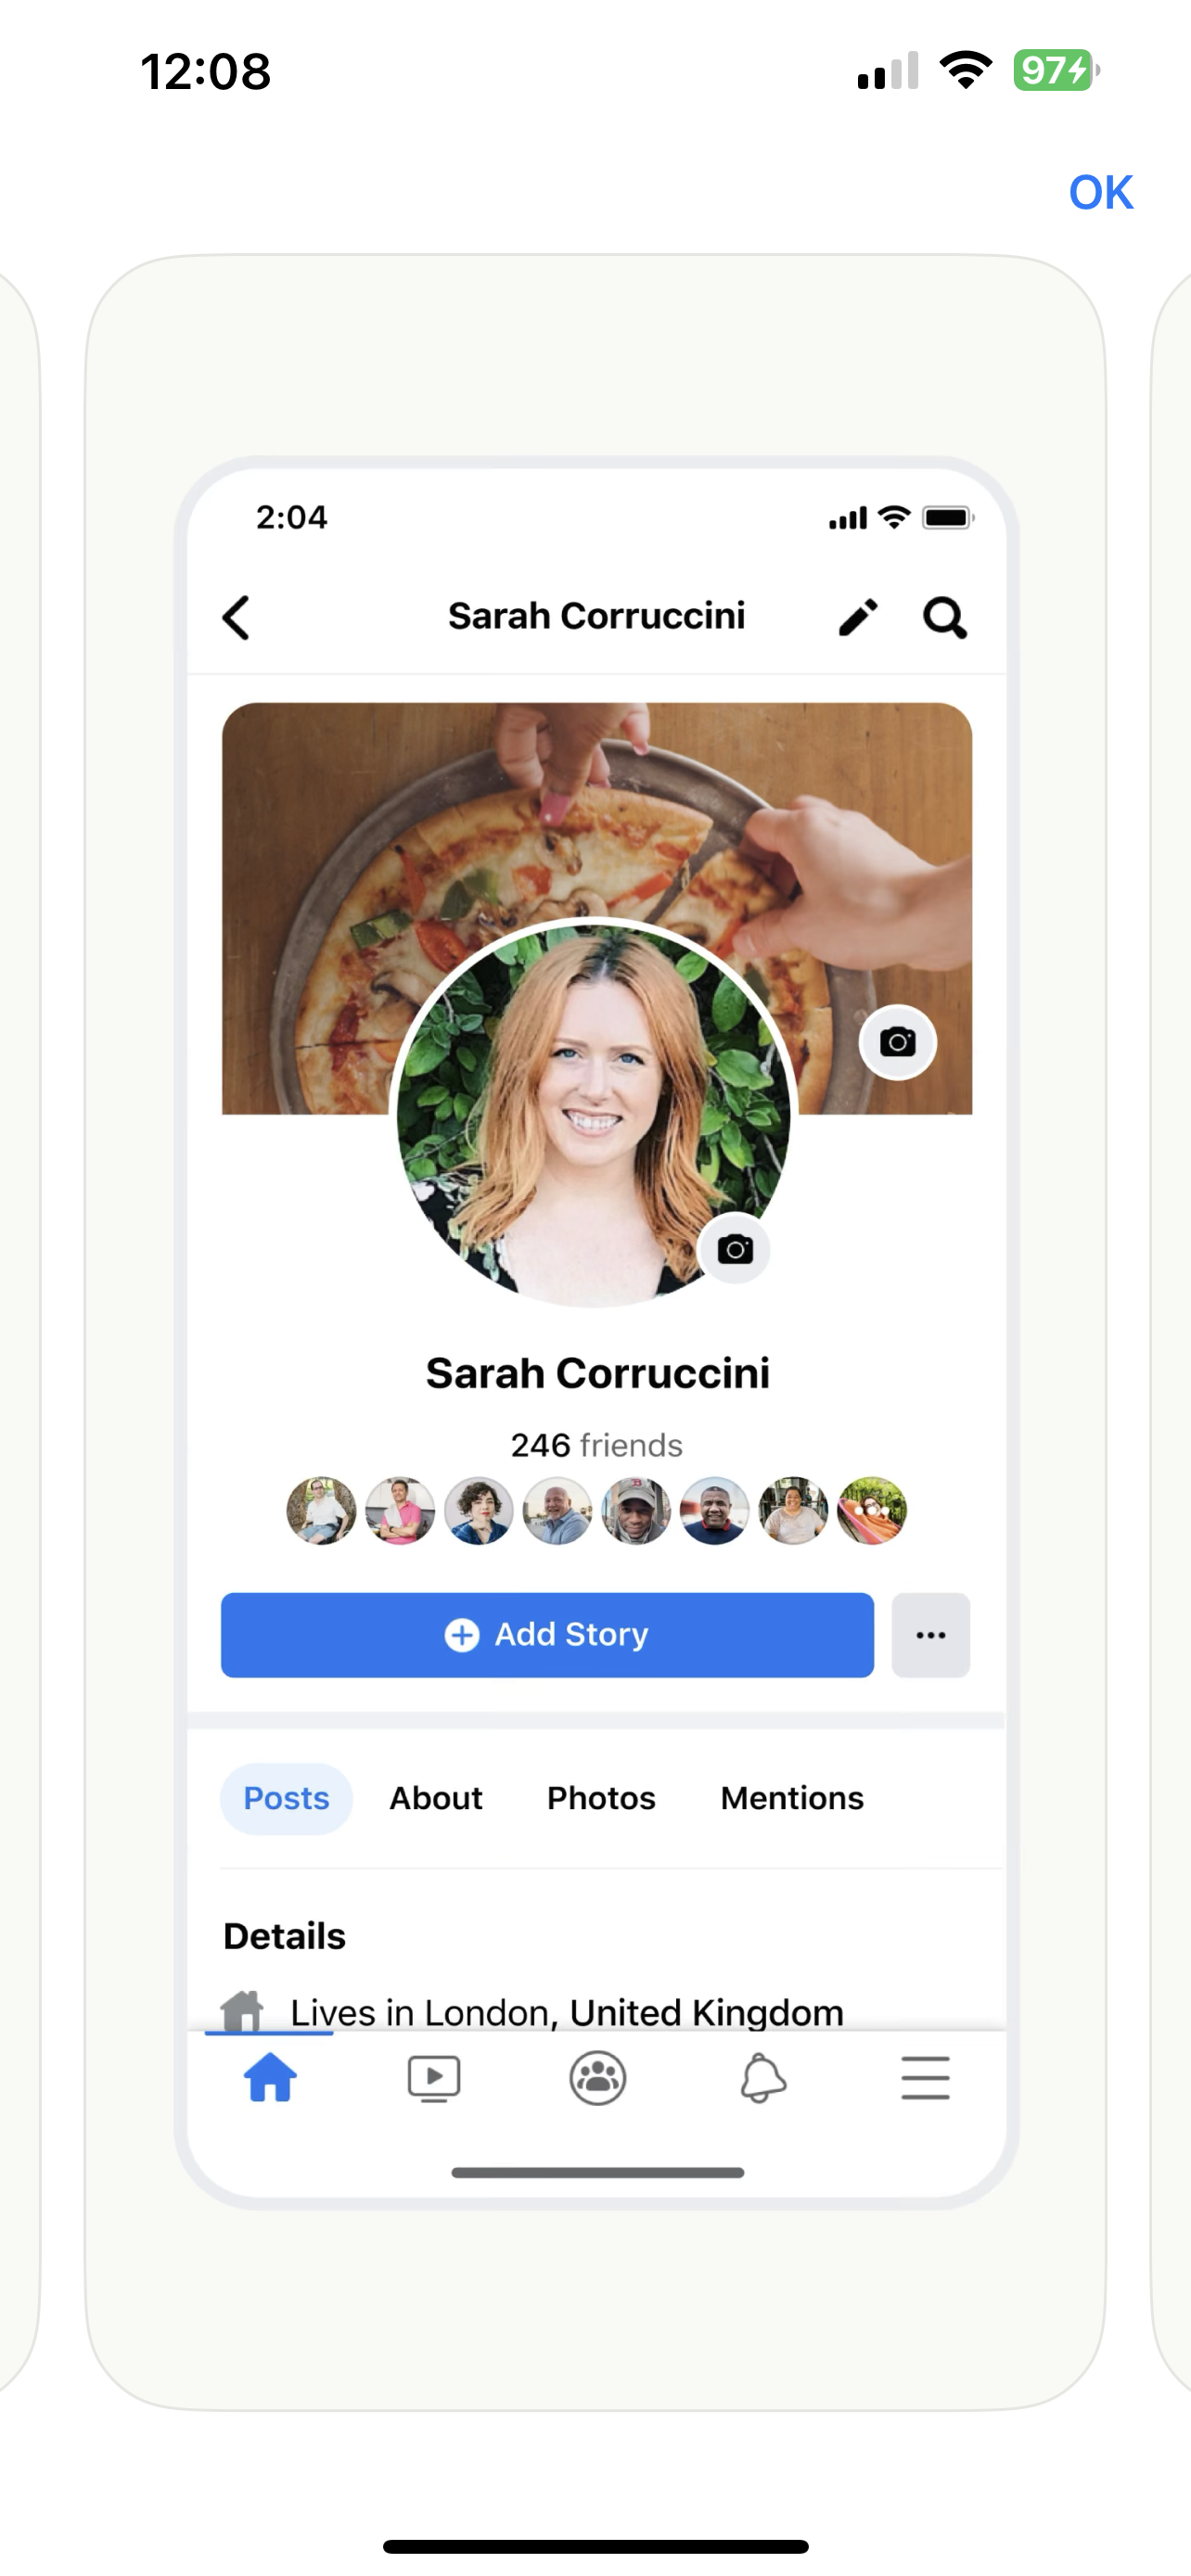 12:08
97
OK
2:04
Sarah Corruccini
Sarah Corruccini
246 friends
Add Story
Posts About Photos Mentions
Details
Lives in London, United Kingdom